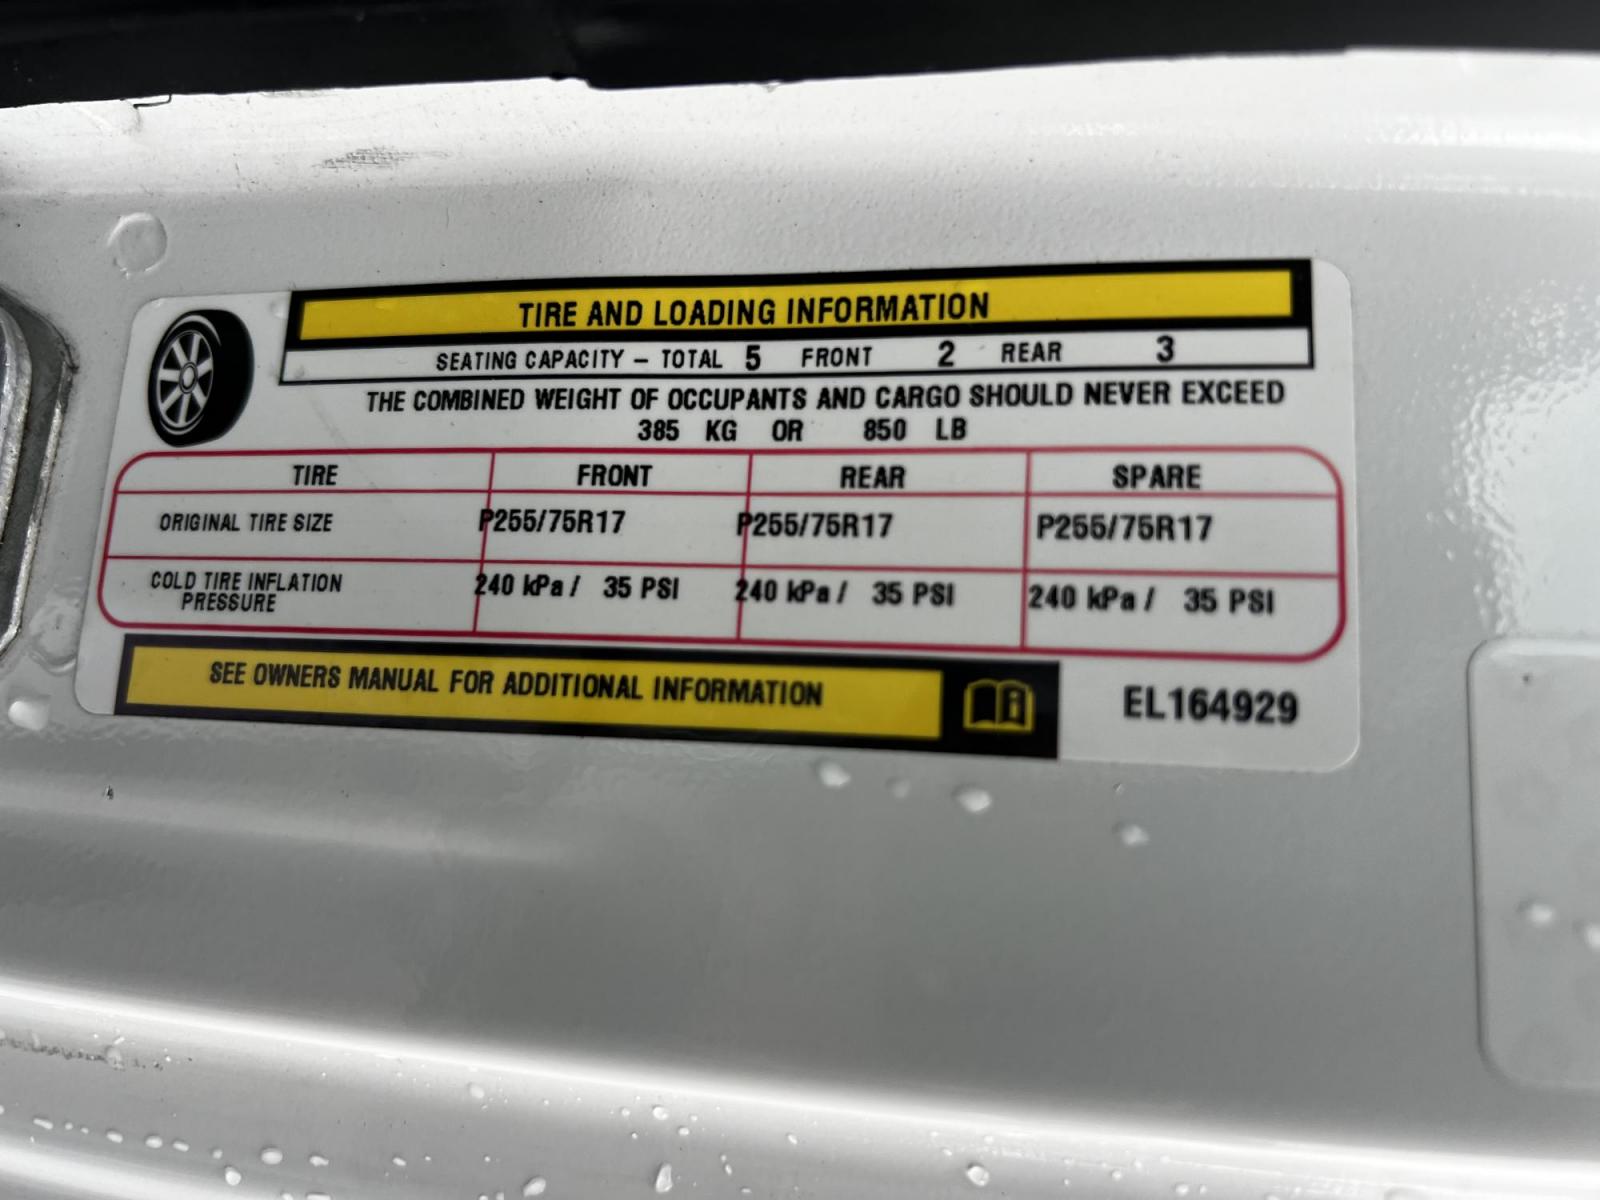 TIRE AND LOADING INFORMATION
SEATING CAPACITY – TOTAL 5 FRONT 2 REAR 3
THE COMBINED WEIGHT OF OCCUPANTS AND CARGO SHOULD NEVER EXCEED
385 KG OR 850 LB
TIRE FRONT REAR SPARE
ORIGINAL TIRE SIZE P255/75R17 P255/75R17 P255/75R17
COLD TIRE INFLATION
PRESSURE 240 kPa / 35 PSI 240 kPa / 35 PSI 240 kPa / 35 PSI
SEE OWNERS MANUAL FOR ADDITIONAL INFORMATION
EL164929